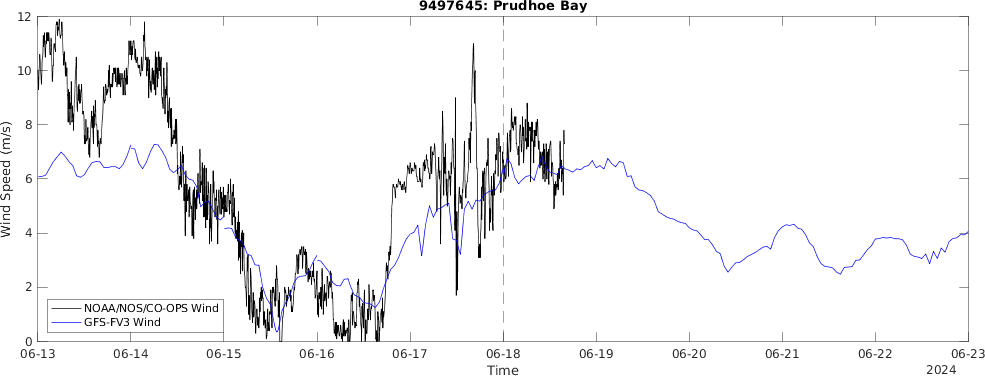 9497645: Prudhoe Bay
12
10
8
6
4
2
0
Wind Speed (m/s)
NOAA/NOS/CO-OPS Wind
GFS-FV3 Wind
06-13 06-14 06-15 06-16 06-17 06-18 06-19 06-20 06-21 06-22 06-23
Time
2024